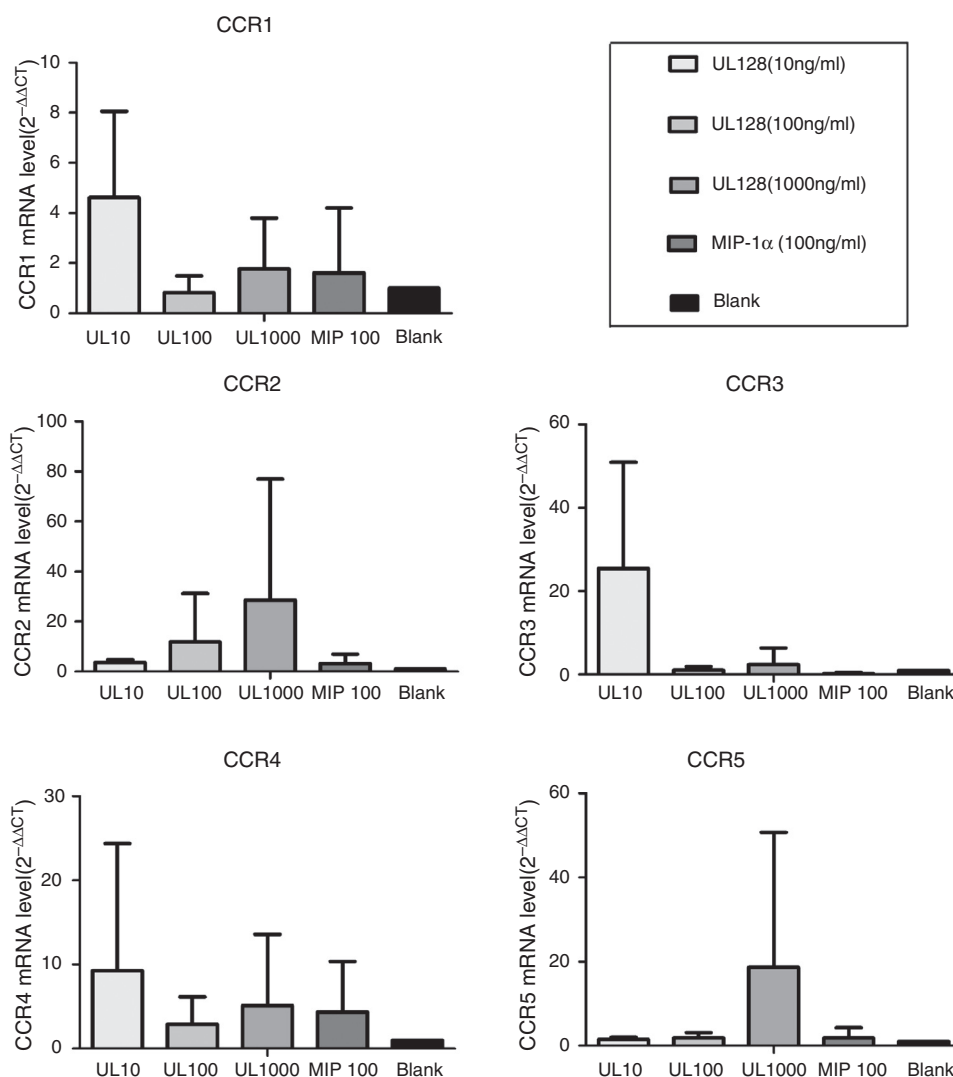 CCR1
CCR1 mRNA level(2−ΔΔCT)
10
8
6
4
2
0
UL10 UL100 UL1000 MIP 100 Blank
UL128(10ng/ml)
UL128(100ng/ml)
UL128(1000ng/ml)
MIP-1α (100ng/ml)
Blank
CCR2
CCR2 mRNA level(2−ΔΔCT)
100
80
60
40
20
0
UL10 UL100 UL1000 MIP 100 Blank
CCR3
CCR3 mRNA level(2−ΔΔCT)
60
40
20
0
UL10 UL100 UL1000 MIP 100 Blank
CCR4
CCR4 mRNA level(2−ΔΔCT)
30
20
10
0
UL10 UL100 UL1000 MIP 100 Blank
CCR5
CCR5 mRNA level(2−ΔΔCT)
60
40
20
0
UL10 UL100 UL1000 MIP 100 Blank